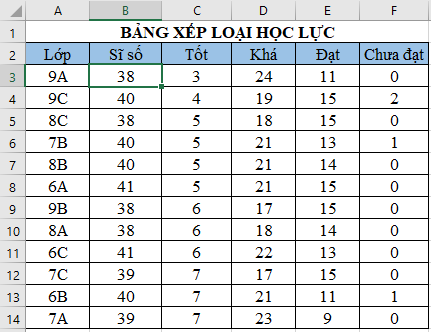 A B C D E F
1 BẢNG XẾP LOẠI HỌC LỰC
2 Lớp Sĩ số Tốt Khá Đạt Chưa đạt
3 9A 38 3 24 11 0
4 9C 40 4 19 15 2
5 8C 38 5 18 15 0
6 7B 40 5 21 13 1
7 8B 40 5 21 14 0
8 6A 41 5 21 15 0
9 9B 38 6 17 15 0
10 8A 38 6 18 14 0
11 6C 41 6 22 13 0
12 7C 39 7 17 15 0
13 6B 40 7 21 11 1
14 7A 39 7 23 9 0